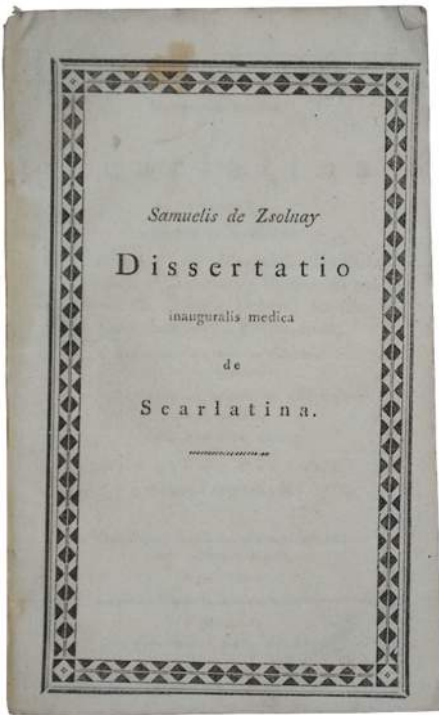 Samuelis de Zsolnay
Dissertatio
inauguralis medica
de
Scarlatina.